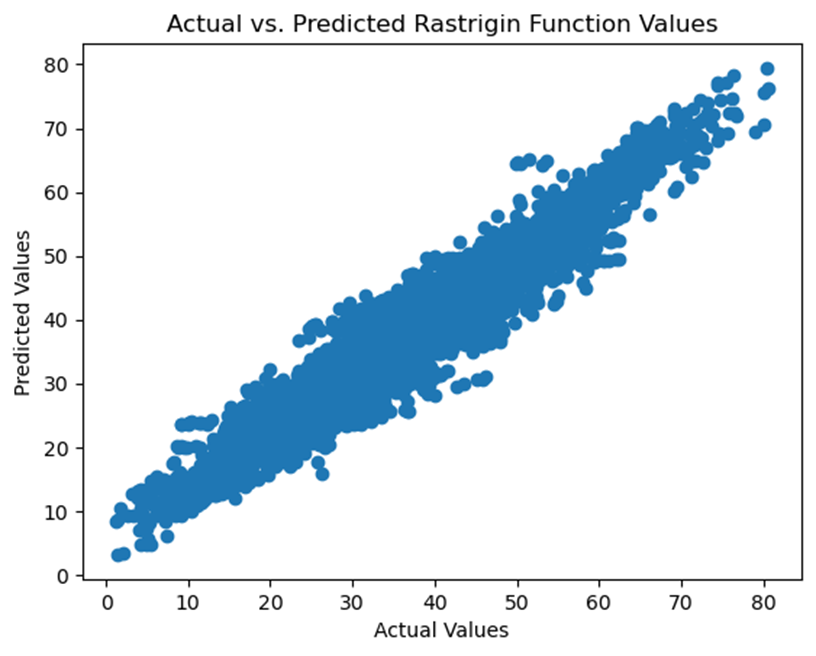 Actual vs. Predicted Rastrigin Function Values
80
70
60
50
40
30
20
10
0
Predicted Values
0 10 20 30 40 50 60 70 80
Actual Values